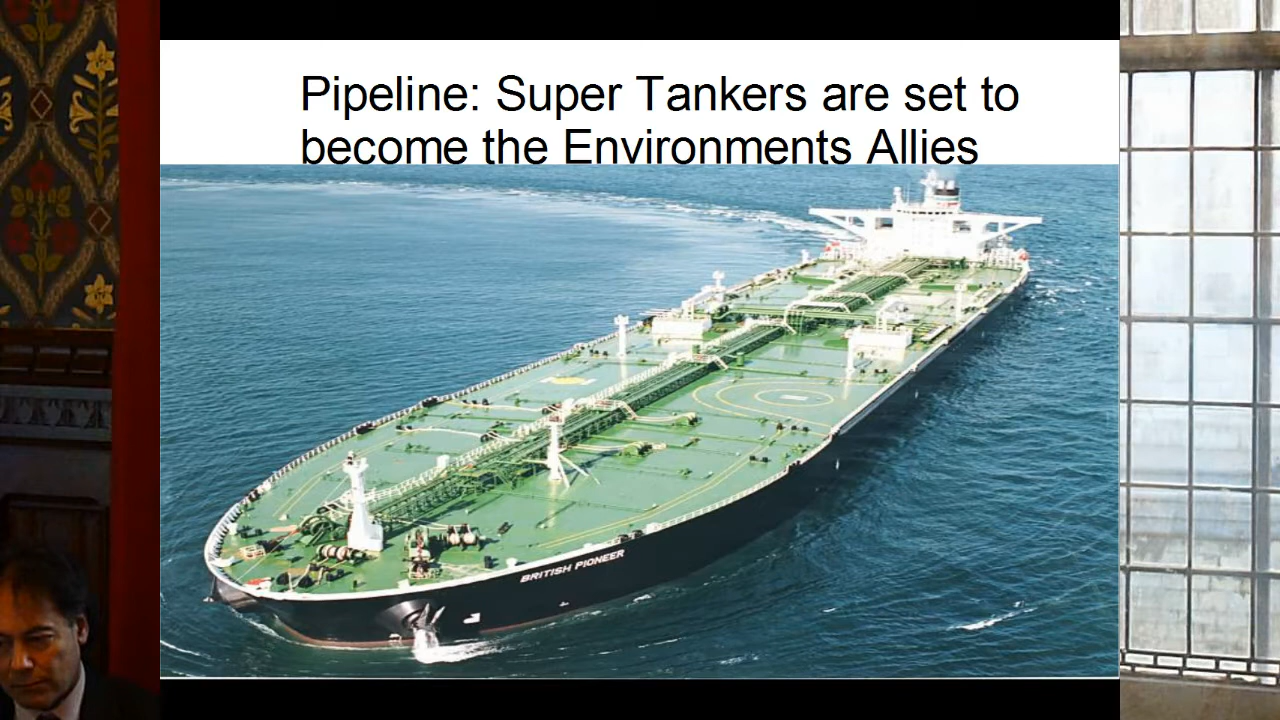 Pipeline: Super Tankers are set to
become the Environments Allies
BRITISH PIONEER